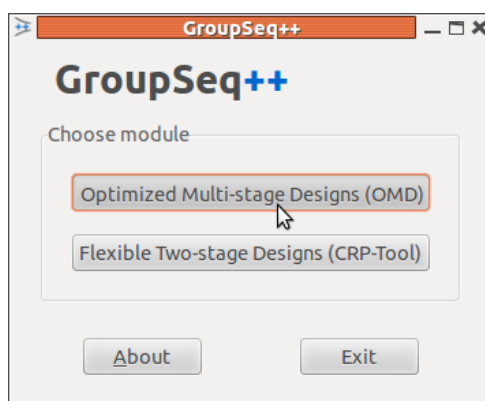 GroupSeq++
GroupSeq++
Choose module
Optimized Multi-stage Designs (OMD)
Flexible Two-stage Designs (CRP-Tool)
About Exit